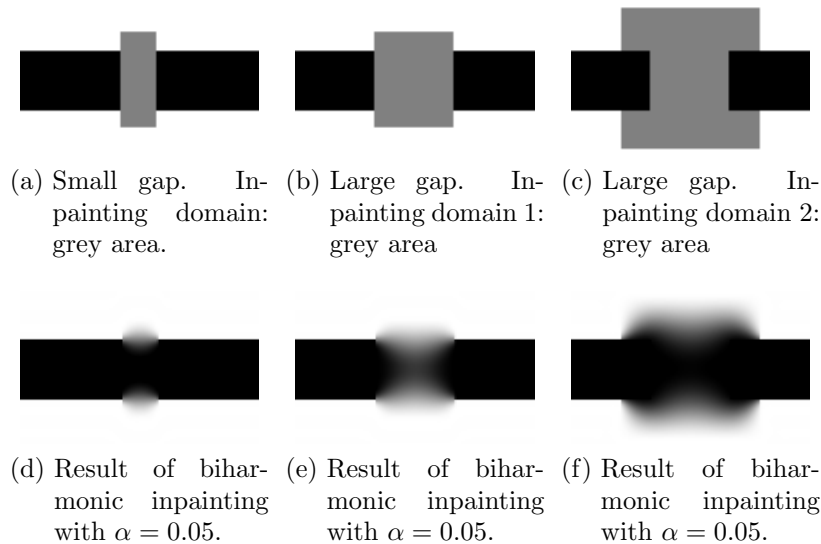 (a) Small gap. In-
painting domain:
grey area.
(b) Large gap. In-
painting domain 1:
grey area
(c) Large gap. In-
painting domain 2:
grey area
(d) Result of bihar-
monic inpainting
with α = 0.05.
(e) Result of bihar-
monic inpainting
with α = 0.05.
(f) Result of bihar-
monic inpainting
with α = 0.05.